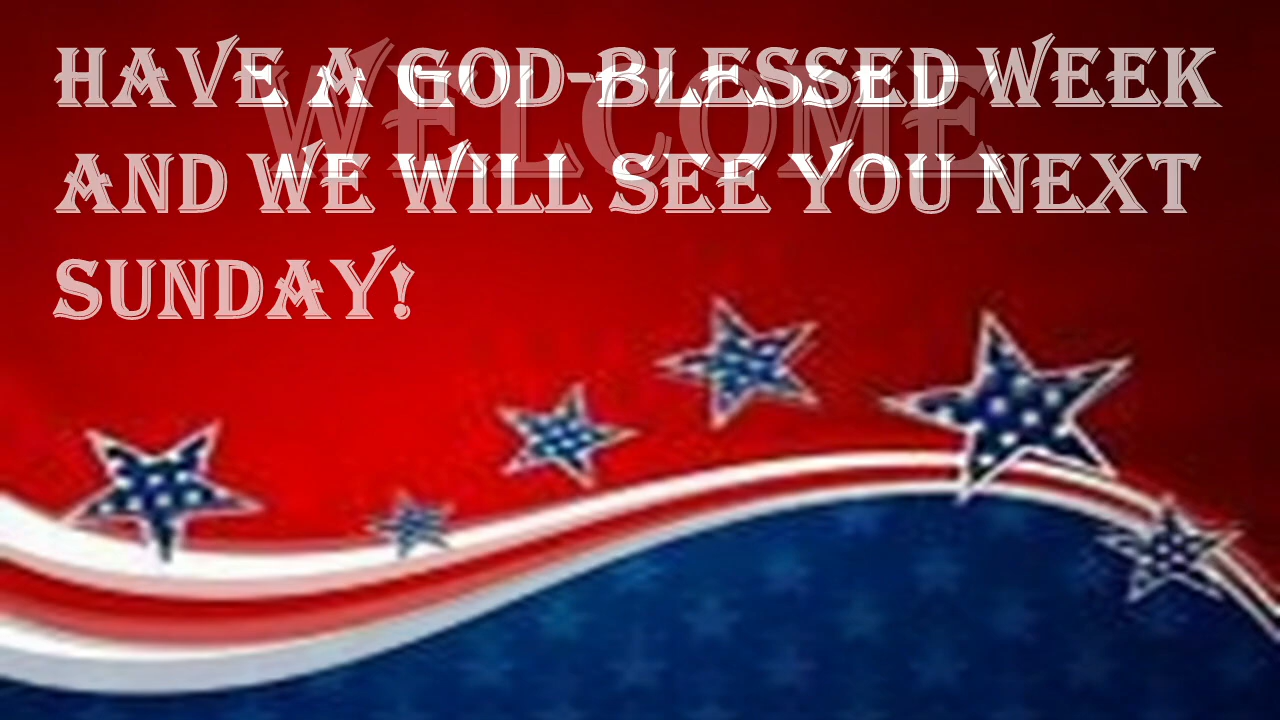 HAVE A GOD-BLESSED WEEK
WELCOME
AND WE WILL SEE YOU NEXT
SUNDAY!